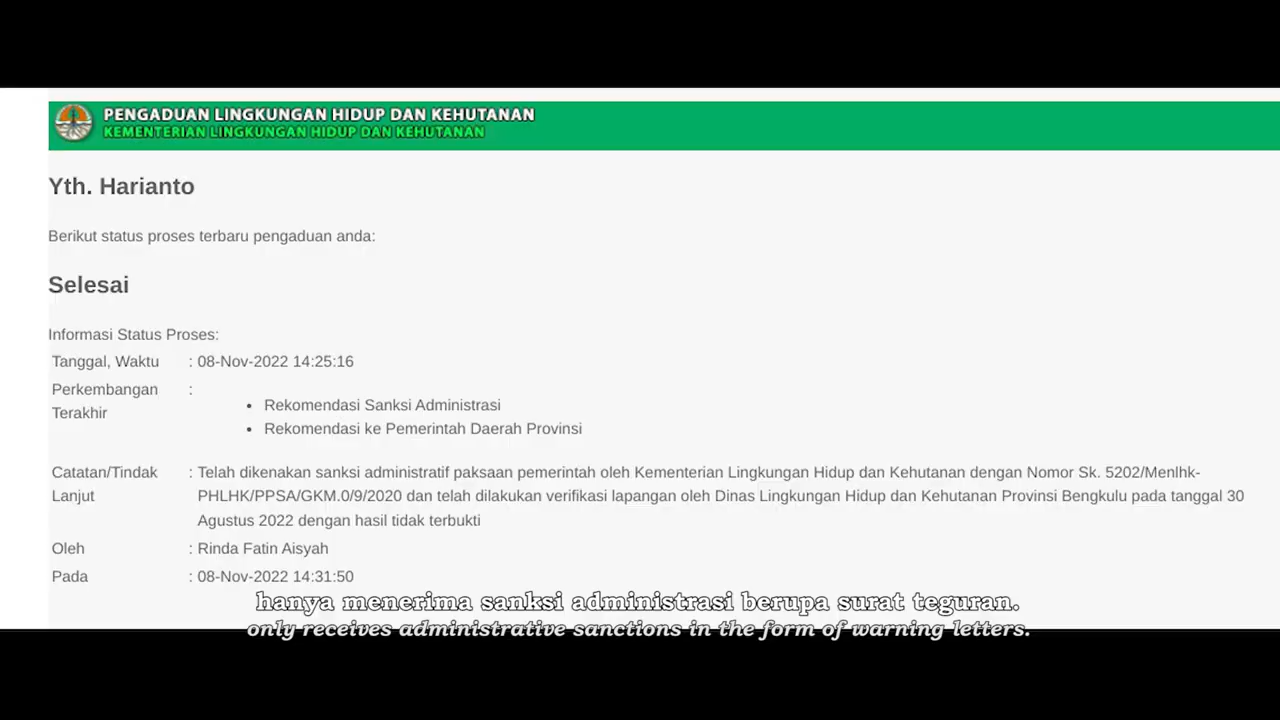 PENGADUAN LINGKUNGAN HIDUP DAN KEHUTANAN
KEMENTERIAN LINGKUNGAN HIDUP DAN KEHUTANAN
Yth. Harianto
Berikut status proses terbaru pengaduan anda:
Selesai
Informasi Status Proses:
Tanggal, Waktu : 08-Nov-2022 14:25:16
Perkembangan Terakhir :
• Rekomendasi Sanksi Administrasi
• Rekomendasi ke Pemerintah Daerah Provinsi
Catatan/Tindak Lanjut : Telah dikenakan sanksi administratif paksaan pemerintah oleh Kementerian Lingkungan Hidup dan Kehutanan dengan Nomor Sk. 5202/Menlhk-
PHLHK/PPSA/GKM.0/9/2020 dan telah dilakukan verifikasi lapangan oleh Dinas Lingkungan Hidup dan Kehutanan Provinsi Bengkulu pada tanggal 30
Agustus 2022 dengan hasil tidak terbukti
Oleh : Rinda Fatin Aisyah
Pada : 08-Nov-2022 14:31:50
hanya menerima sanksi administrasi berupa surat teguran.
only receives administrative sanctions in the form of warning letters.